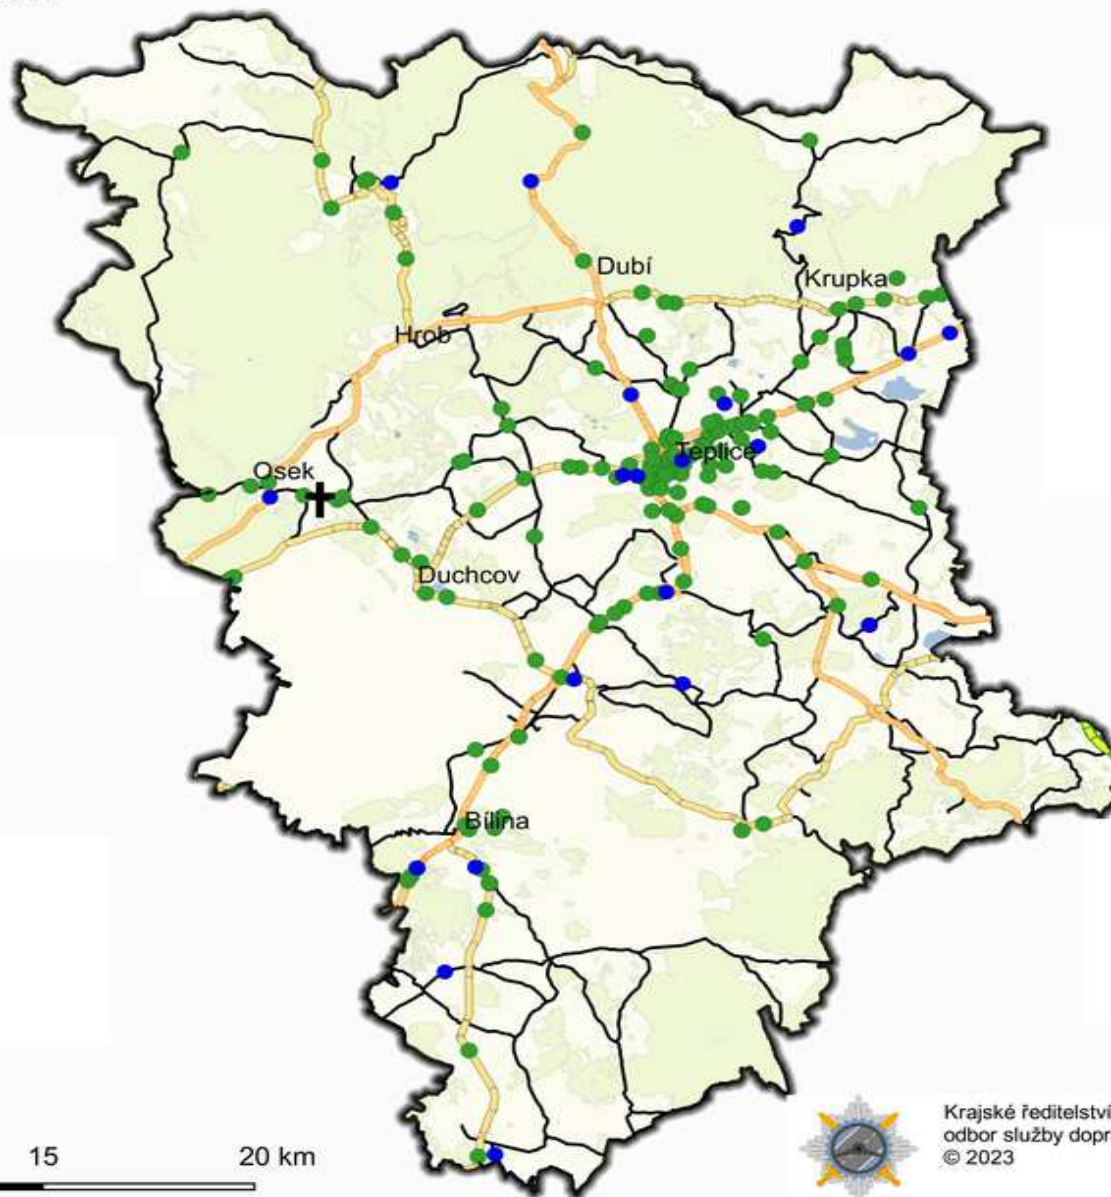 Dubí
Krupka
Hrob
Teplice
Osek
Duchcov
Bílina
Krajské ředitelství
odbor služby dopr
© 2023
15 20 km